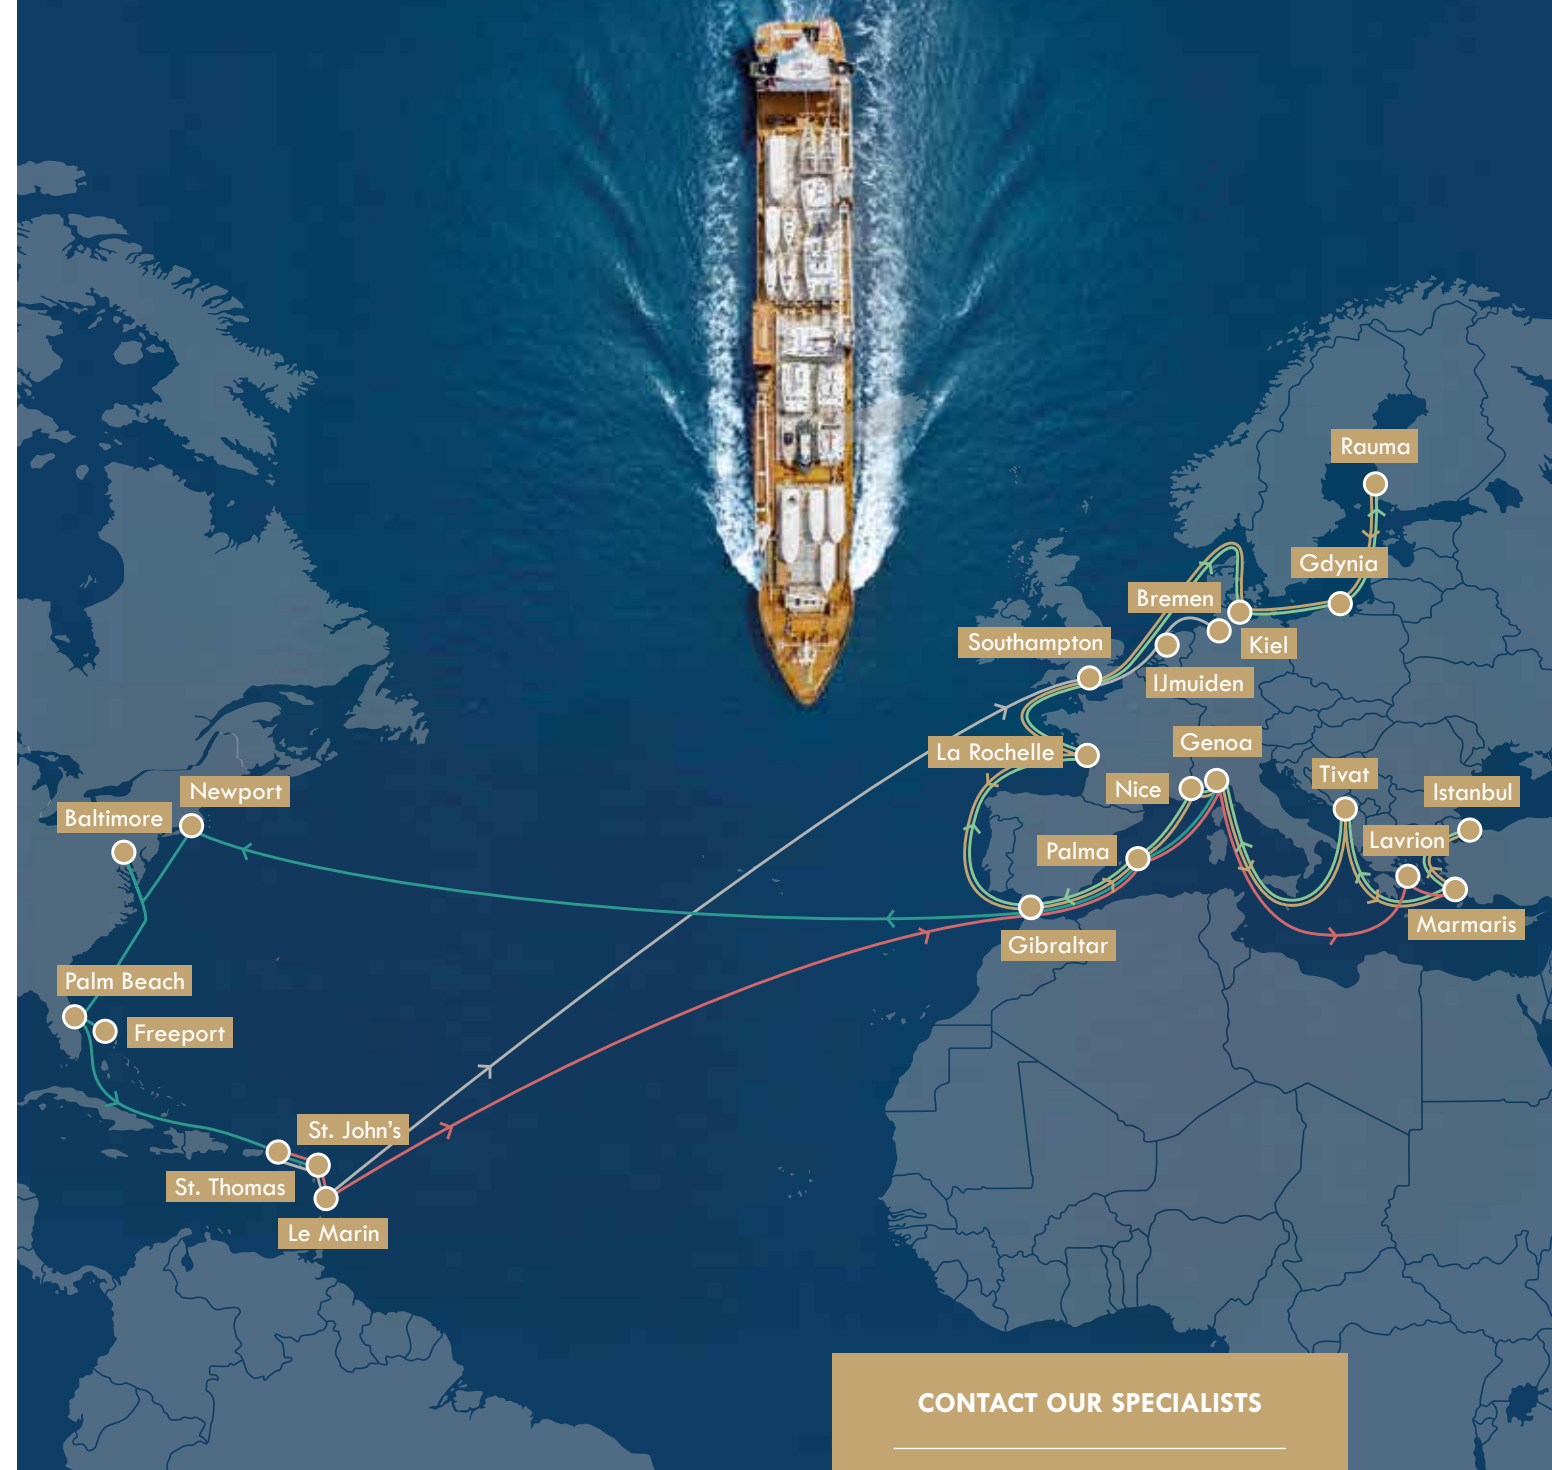 Rauma
Gdynia
Bremen
Southampton
Kiel
IJmuiden
La Rochelle
Genoa
Nice
Tivat
Istanbul
Newport
Baltimore
Palma
Lavrion
Marmaris
Gibraltar
Palm Beach
Freeport
St. John's
St. Thomas
Le Marin
CONTACT OUR SPECIALISTS